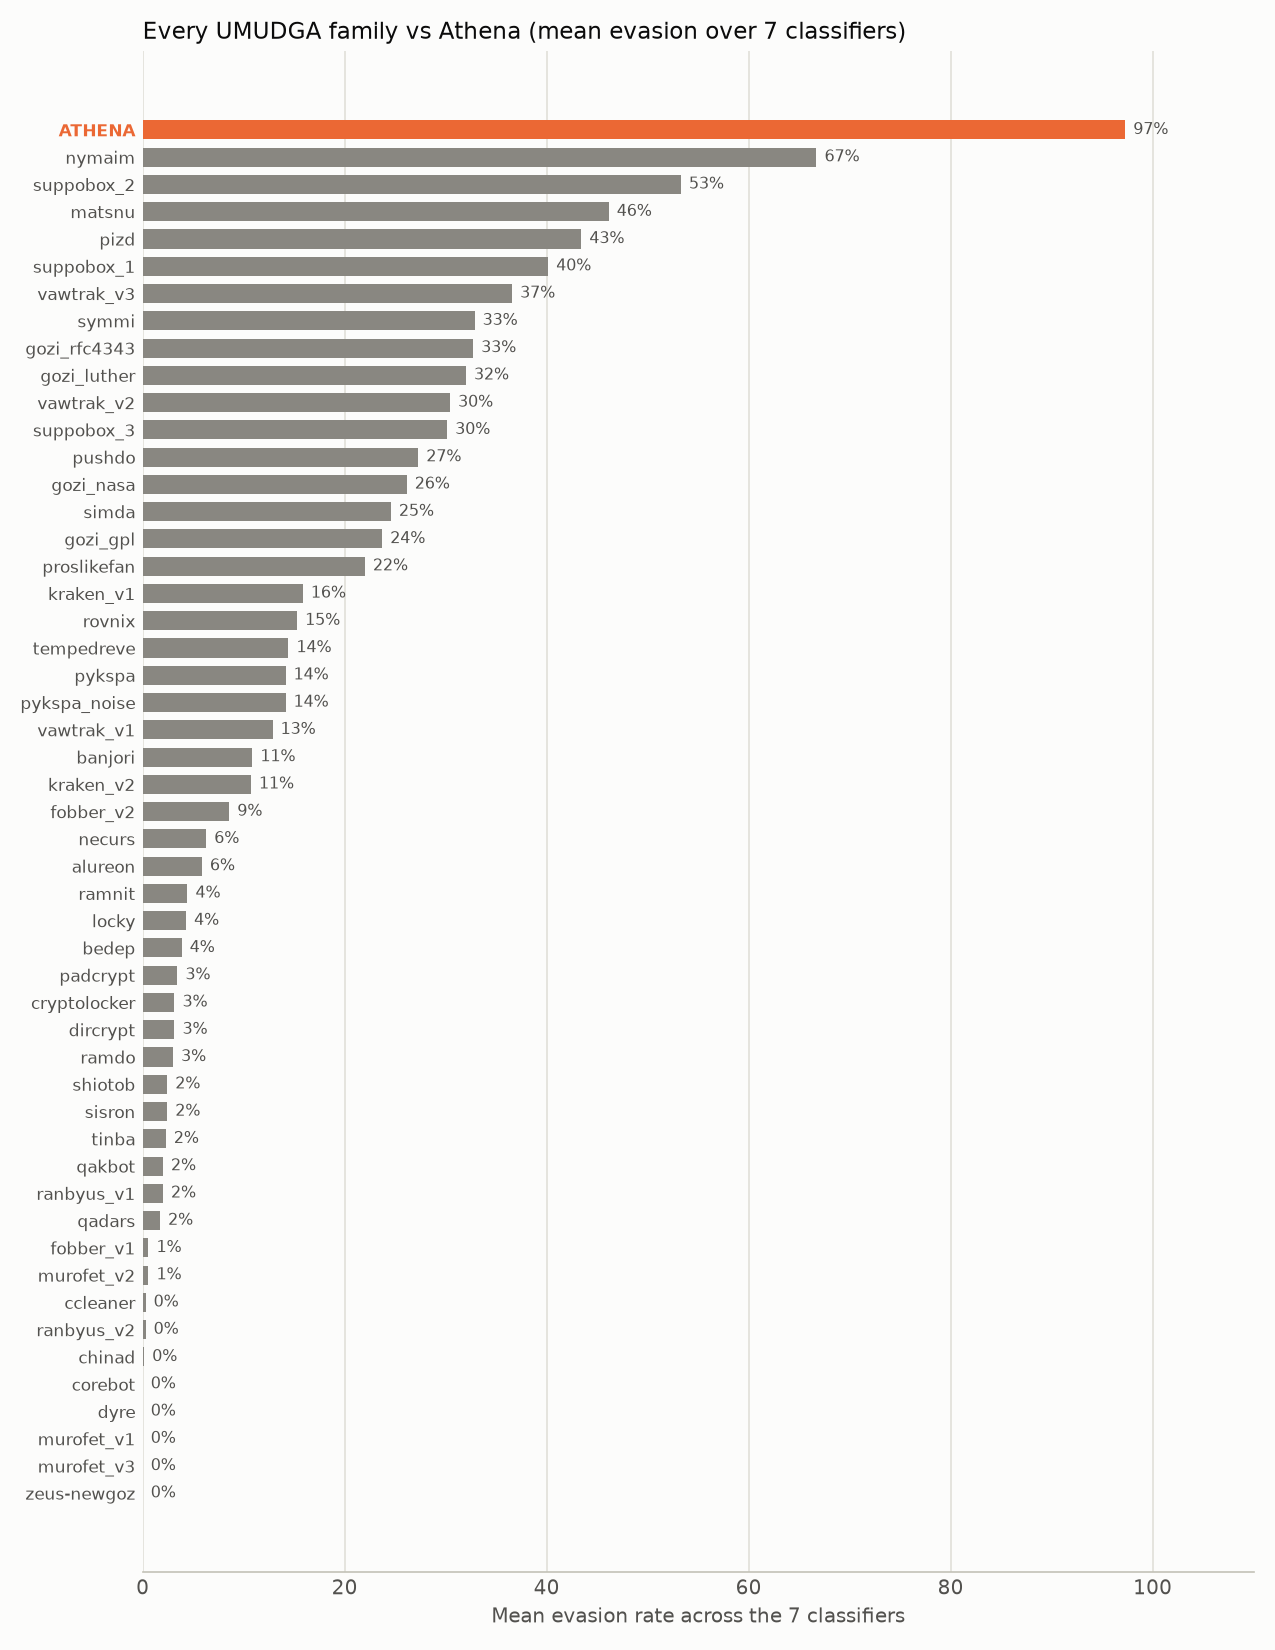 Every UMUDGA family vs Athena (mean evasion over 7 classifiers)
ATHENA 97%
nymaim 67%
suppobox_2 53%
matsnu 46%
pizd 43%
suppobox_1 40%
vawtrak_v3 37%
symmi 33%
gozi_rfc4343 33%
gozi_luther 32%
vawtrak_v2 30%
suppobox_3 30%
pushdo 27%
gozi_nasa 26%
simda 25%
gozi_gpl 24%
proslikefan 22%
kraken_v1 16%
rovnix 15%
tempedreve 14%
pykspa 14%
pykspa_noise 14%
vawtrak_v1 13%
banjori 11%
kraken_v2 11%
fobber_v2 9%
necurs 6%
alureon 6%
ramnit 4%
locky 4%
bedep 4%
padcrypt 3%
cryptolocker 3%
dircrypt 3%
ramdo 3%
shiotob 2%
sisron 2%
tinba 2%
qakbot 2%
ranbyus_v1 2%
qadars 2%
fobber_v1 1%
murofet_v2 1%
ccleaner 0%
ranbyus_v2 0%
chinad 0%
corebot 0%
dyre 0%
murofet_v1 0%
murofet_v3 0%
zeus-newgoz 0%
0 20 40 60 80 100
Mean evasion rate across the 7 classifiers